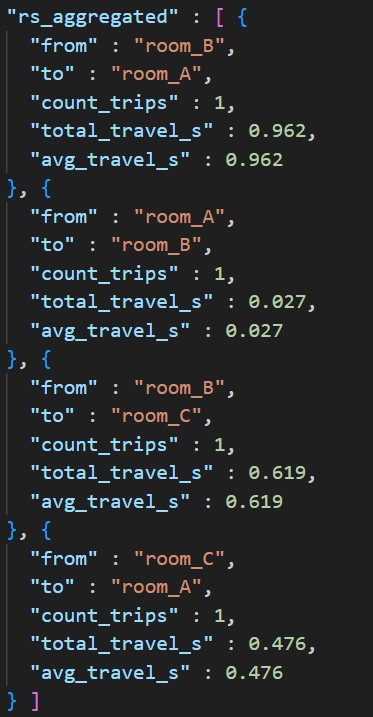 "rs_aggregated" : [ {
"from" : "room_B",
"to" : "room_A",
"count_trips" : 1,
"total_travel_s" : 0.962,
"avg_travel_s" : 0.962
}, {
"from" : "room_A",
"to" : "room_B",
"count_trips" : 1,
"total_travel_s" : 0.027,
"avg_travel_s" : 0.027
}, {
"from" : "room_B",
"to" : "room_C",
"count_trips" : 1,
"total_travel_s" : 0.619,
"avg_travel_s" : 0.619
}, {
"from" : "room_C",
"to" : "room_A",
"count_trips" : 1,
"total_travel_s" : 0.476,
"avg_travel_s" : 0.476
} ]